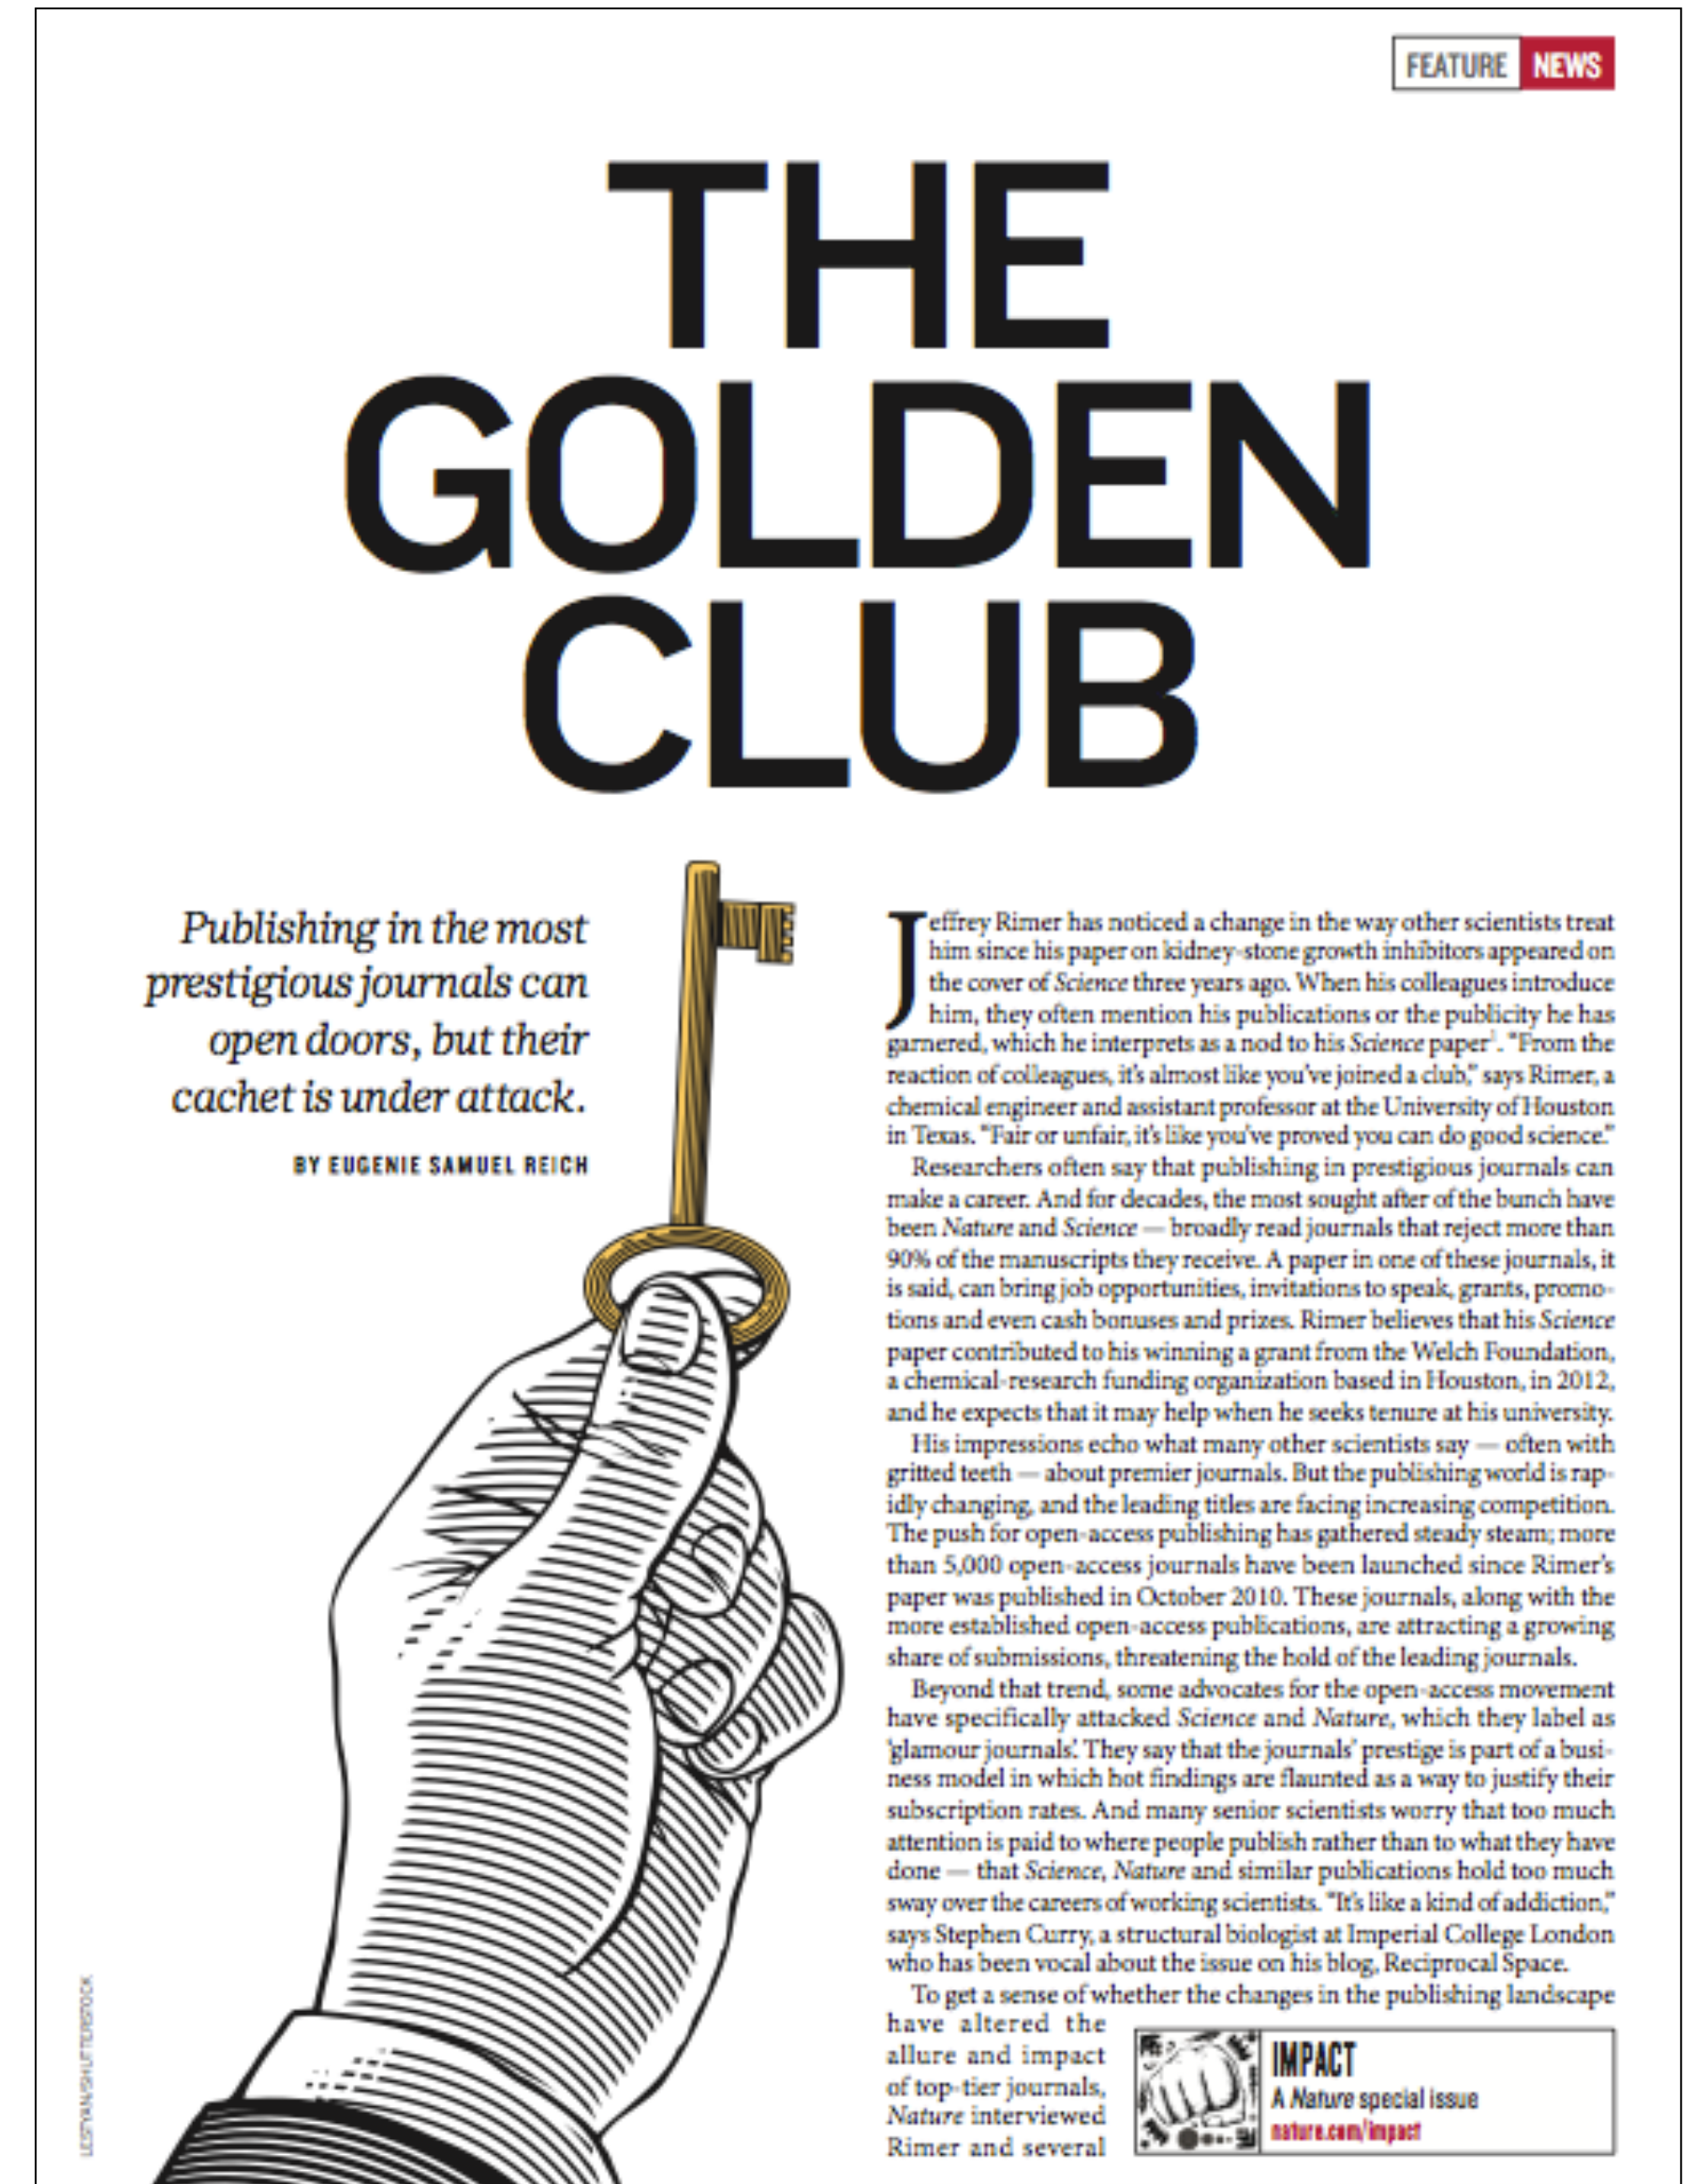 FEATURE NEWS
THE
GOLDEN
CLUB
Publishing in the most
prestigious journals can
open doors, but their
cachet is under attack.
BY EUGENIE SAMUEL REICH
Jeffrey Rimer has noticed a change in the way other scientists treat
him since his paper on kidney-stone growth inhibitors appeared on
the cover of Science three years ago. When his colleagues introduce
him, they often mention his publications or the publicity he has
garnered, which he interprets as a nod to his Science paper¹. “From the
reaction of colleagues, it’s almost like you’ve joined a club,” says Rimer, a
chemical engineer and assistant professor at the University of Houston
in Texas. “Fair or unfair, it’s like you’ve proved you can do good science.”
Researchers often say that publishing in prestigious journals can
make a career. And for decades, the most sought after of the bunch have
been Nature and Science — broadly read journals that reject more than
90% of the manuscripts they receive. A paper in one of these journals, it
is said, can bring job opportunities, invitations to speak, grants, promo-
tions and even cash bonuses and prizes. Rimer believes that his Science
paper contributed to his winning a grant from the Welch Foundation,
a chemical-research funding organization based in Houston, in 2012,
and he expects that it may help when he seeks tenure at his university.
His impressions echo what many other scientists say — often with
gritted teeth — about premier journals. But the publishing world is rap-
idly changing, and the leading titles are facing increasing competition.
The push for open-access publishing has gathered steady steam; more
than 5,000 open-access journals have been launched since Rimer’s
paper was published in October 2010. These journals, along with the
more established open-access publications, are attracting a growing
share of submissions, threatening the hold of the leading journals.
Beyond that trend, some advocates for the open-access movement
have specifically attacked Science and Nature, which they label as
‘glamour journals’. They say that the journals’ prestige is part of a busi-
ness model in which hot findings are flaunted as a way to justify their
subscription rates. And many senior scientists worry that too much
attention is paid to where people publish rather than to what they have
done — that Science, Nature and similar publications hold too much
sway over the careers of working scientists. “It’s like a kind of addiction,”
says Stephen Curry, a structural biologist at Imperial College London
who has been vocal about the issue on his blog, Reciprocal Space.
To get a sense of whether the changes in the publishing landscape
have altered the
allure and impact
of top-tier journals,
Nature interviewed
Rimer and several
IMPACT
A Nature special issue
nature.com/impact
LESTYAN/SHUTTERSTOCK